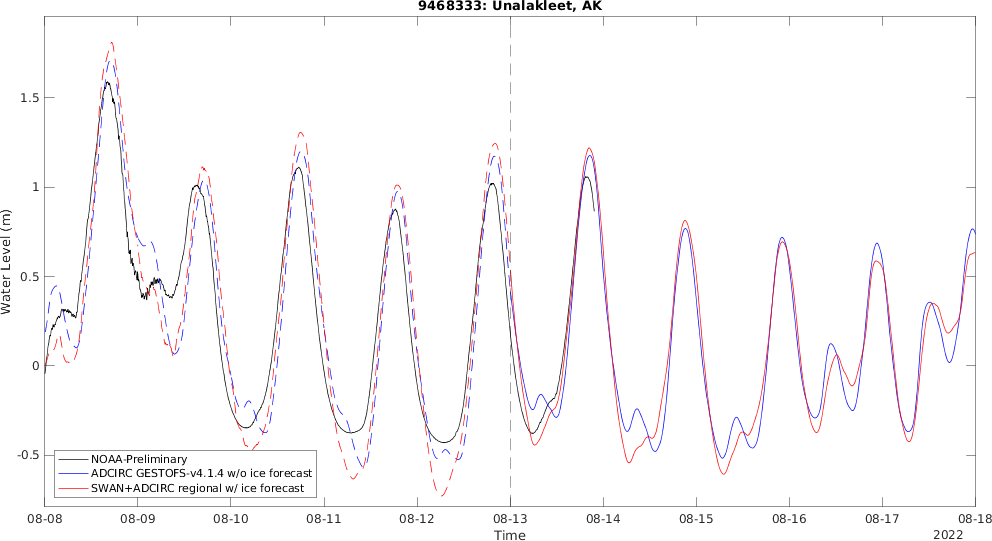 9468333: Unalakleet, AK
Water Level (m)
1.5
1
0.5
0
-0.5
NOAA-Preliminary
ADCIRC GESTOFS-v4.1.4 w/o ice forecast
SWAN+ADCIRC regional w/ ice forecast
08-08 08-09 08-10 08-11 08-12 08-13 08-14 08-15 08-16 08-17 08-18
Time
2022